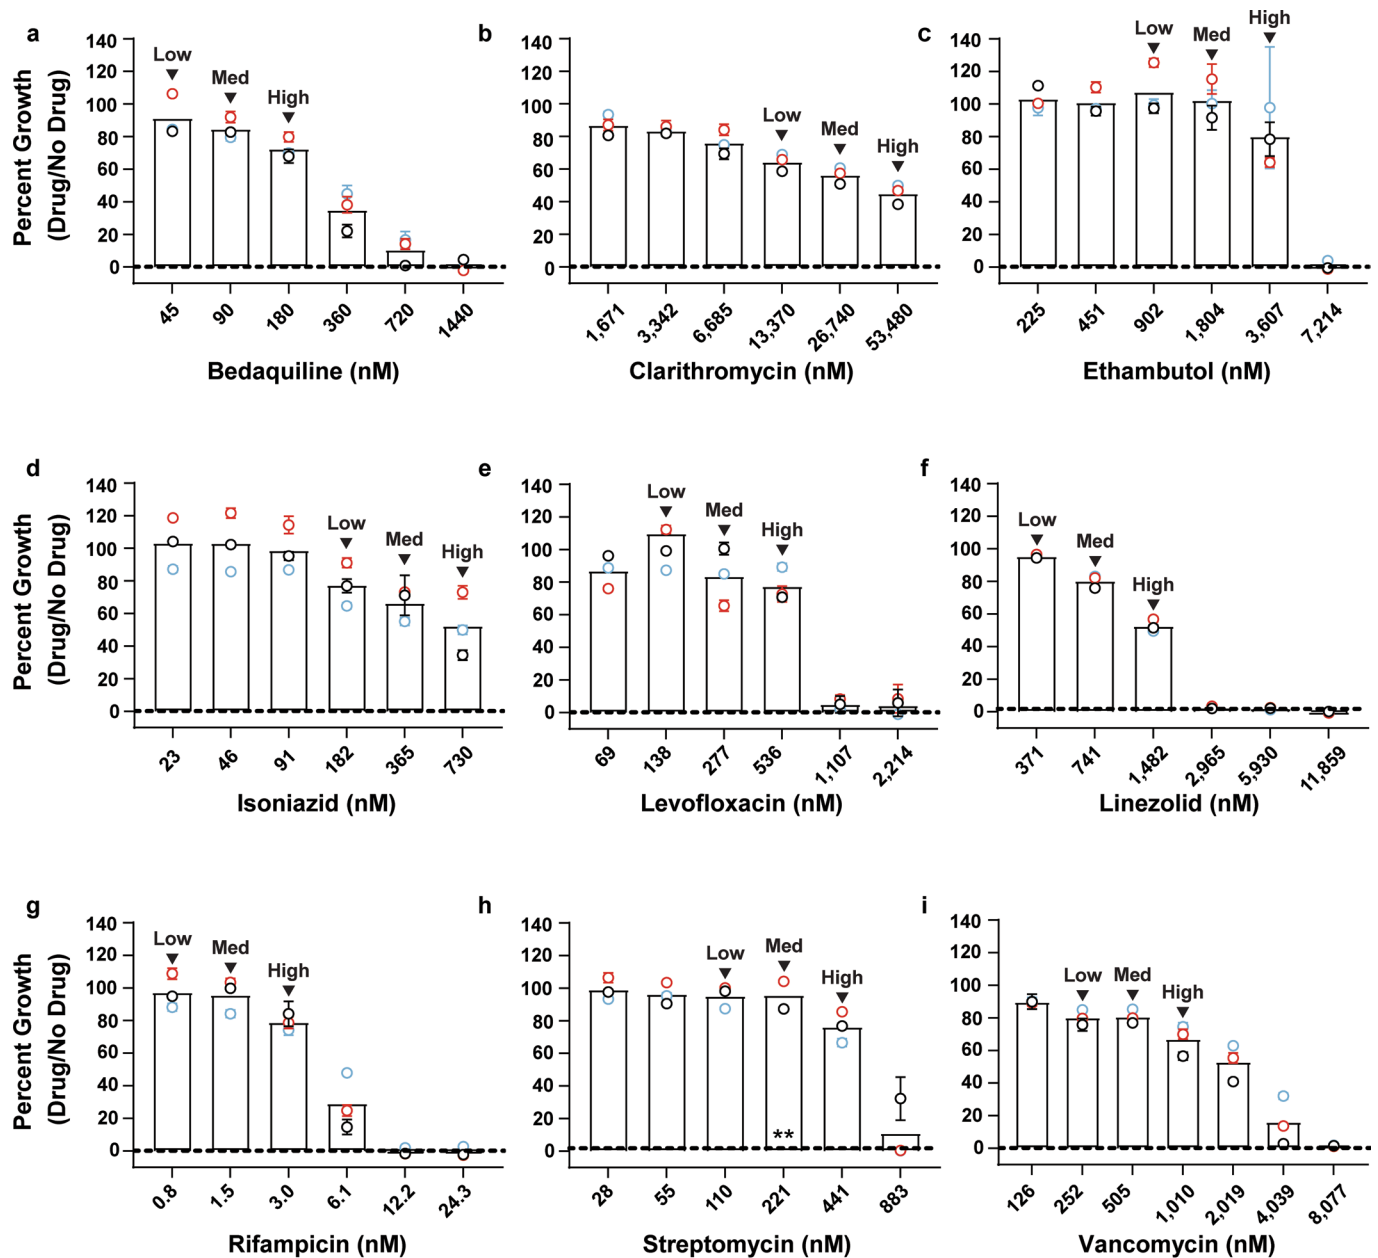 a
Percent Growth
(Drug/No Drug)
140
120
100
80
60
40
20
0
Low
Med
High
45
90
180
360
720
1440
Bedaquiline (nM)
b
140
120
100
80
60
40
20
0
Low
Med
High
1,671
3,342
6,685
13,370
26,740
53,480
Clarithromycin (nM)
c
140
120
100
80
60
40
20
0
Low
Med
High
225
451
902
1,804
3,607
7,214
Ethambutol (nM)
d
Percent Growth
(Drug/No Drug)
140
120
100
80
60
40
20
0
Low
Med
High
23
46
91
182
365
730
Isoniazid (nM)
e
140
120
100
80
60
40
20
0
Low
Med
High
69
138
277
536
1,107
2,214
Levofloxacin (nM)
f
140
120
100
80
60
40
20
0
Low
Med
High
371
741
1,482
2,965
5,930
11,859
Linezolid (nM)
g
Percent Growth
(Drug/No Drug)
140
120
100
80
60
40
20
0
Low
Med
High
0.8
1.5
3.0
6.1
12.2
24.3
Rifampicin (nM)
h
140
120
100
80
60
40
20
0
Low
Med
High
**
28
55
110
221
441
883
Streptomycin (nM)
i
140
120
100
80
60
40
20
0
Low
Med
High
126
252
505
1,010
2,019
4,039
8,077
Vancomycin (nM)